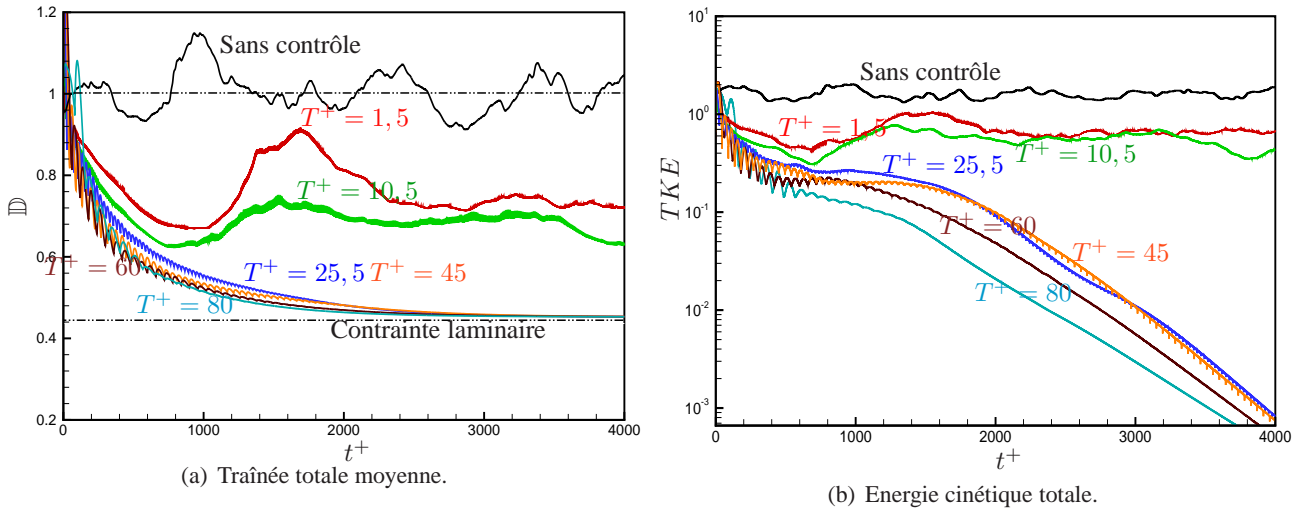 1.2
1
0.8
0.6
0.4
0.2
𝔻
Sans contrôle
T⁺ = 1,5
T⁺ = 10,5
T⁺ = 60
T⁺ = 25,5
T⁺ = 45
T⁺ = 80
Contrainte laminaire
0 1000 2000 3000 4000
t⁺
(a) Traînée totale moyenne.
10¹
10⁰
10⁻¹
10⁻²
10⁻³
TKE
Sans contrôle
T⁺ = 1,5
T⁺ = 10,5
T⁺ = 25,5
T⁺ = 60
T⁺ = 45
T⁺ = 80
0 1000 2000 3000 4000
t⁺
(b) Energie cinétique totale.